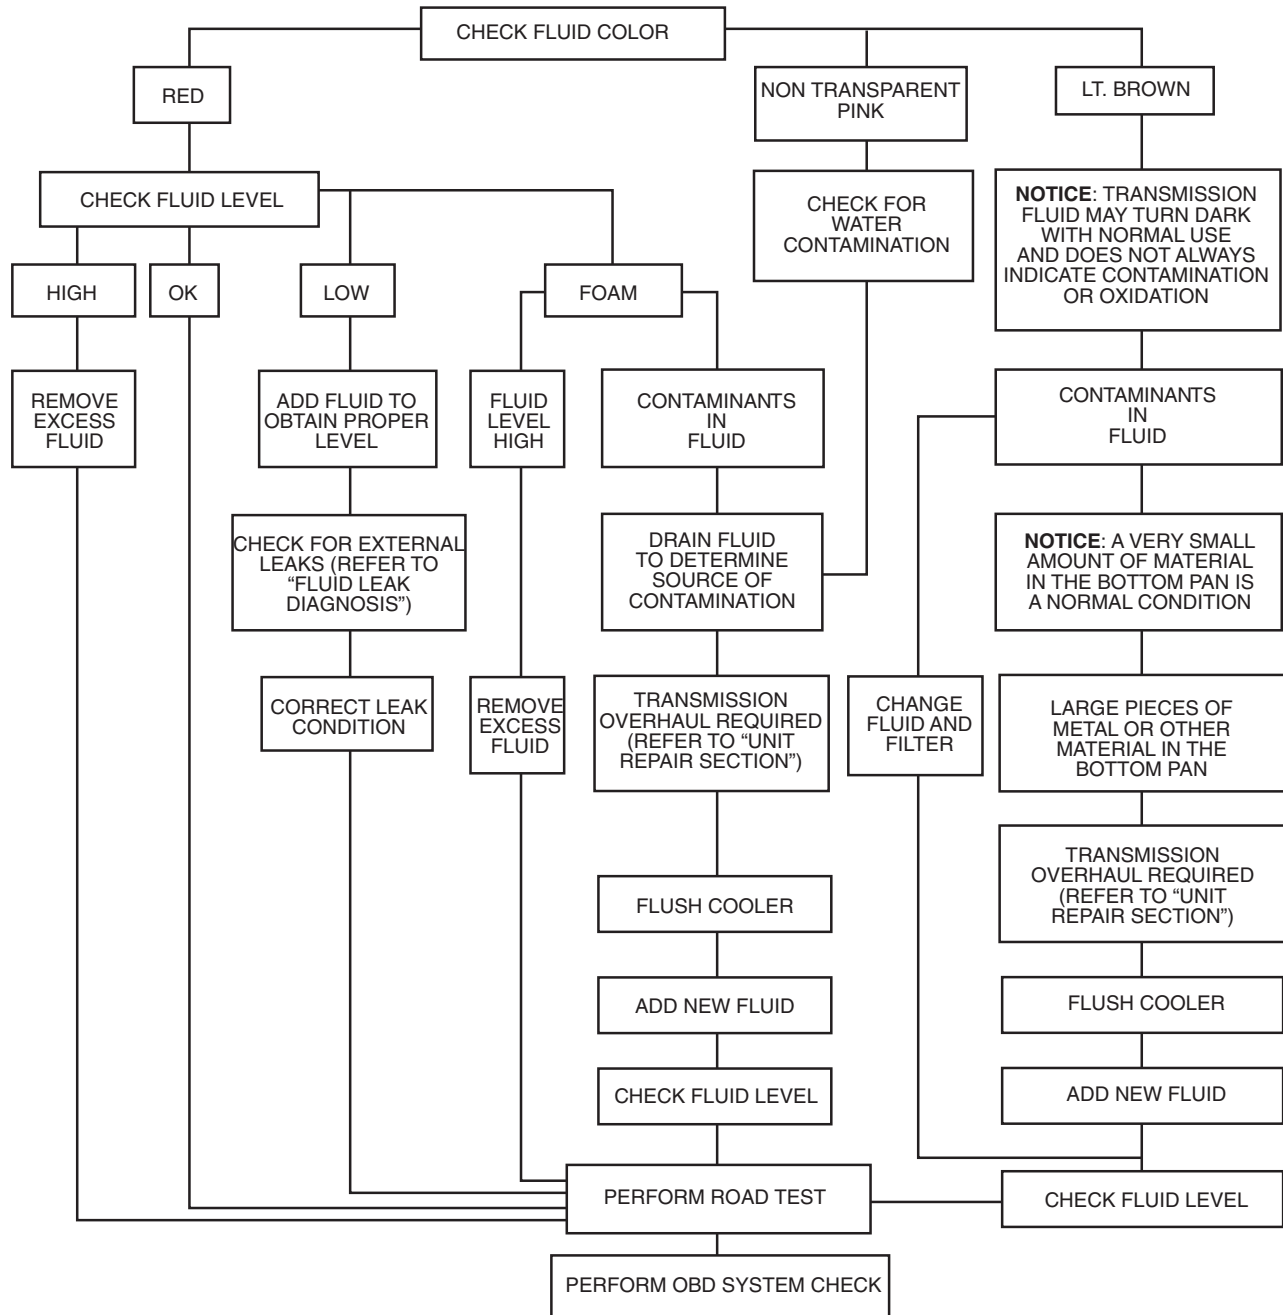 CHECK FLUID COLOR
RED
NON TRANSPARENT
PINK
LT. BROWN
CHECK FLUID LEVEL
CHECK FOR
WATER
CONTAMINATION
NOTICE: TRANSMISSION
FLUID MAY TURN DARK
WITH NORMAL USE
AND DOES NOT ALWAYS
INDICATE CONTAMINATION
OR OXIDATION
HIGH
OK
LOW
FOAM
REMOVE
EXCESS
FLUID
ADD FLUID TO
OBTAIN PROPER
LEVEL
FLUID
LEVEL
HIGH
CONTAMINANTS
IN
FLUID
CONTAMINANTS
IN
FLUID
CHECK FOR EXTERNAL
LEAKS (REFER TO
“FLUID LEAK
DIAGNOSIS”)
DRAIN FLUID
TO DETERMINE
SOURCE OF
CONTAMINATION
NOTICE: A VERY SMALL
AMOUNT OF MATERIAL
IN THE BOTTOM PAN IS
A NORMAL CONDITION
CORRECT LEAK
CONDITION
REMOVE
EXCESS
FLUID
TRANSMISSION
OVERHAUL REQUIRED
(REFER TO “UNIT
REPAIR SECTION”)
CHANGE
FLUID AND
FILTER
LARGE PIECES OF
METAL OR OTHER
MATERIAL IN THE
BOTTOM PAN
TRANSMISSION
OVERHAUL REQUIRED
(REFER TO “UNIT
REPAIR SECTION”)
FLUSH COOLER
FLUSH COOLER
ADD NEW FLUID
ADD NEW FLUID
CHECK FLUID LEVEL
PERFORM ROAD TEST
CHECK FLUID LEVEL
PERFORM OBD SYSTEM CHECK